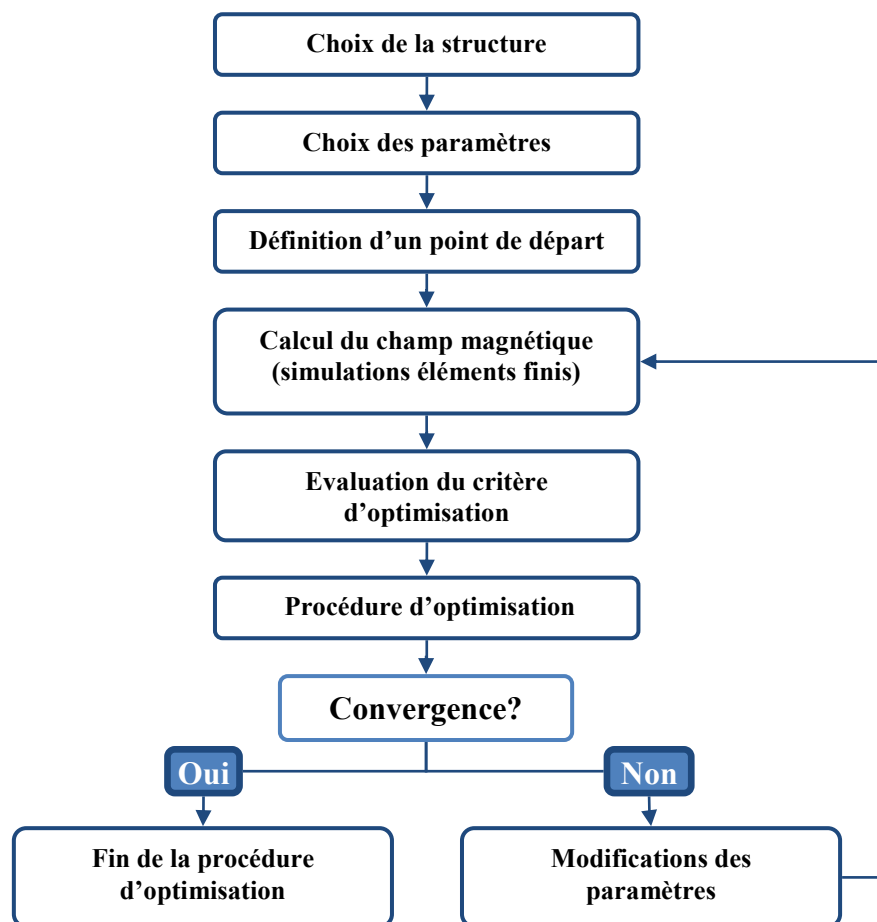 Choix de la structure
Choix des paramètres
Définition d’un point de départ
Calcul du champ magnétique
(simulations éléments finis)
Evaluation du critère
d’optimisation
Procédure d’optimisation
Convergence?
Oui
Non
Fin de la procédure
d’optimisation
Modifications des
paramètres